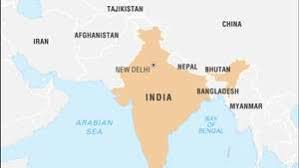 TAJIKISTAN
CHINA
AFGHANISTAN
IRAN
NEW DELHI
NEPAL
BHUTAN
BANGLADESH
INDIA
MYANMAR
ARABIAN
SEA
BAY
OF
BENGAL